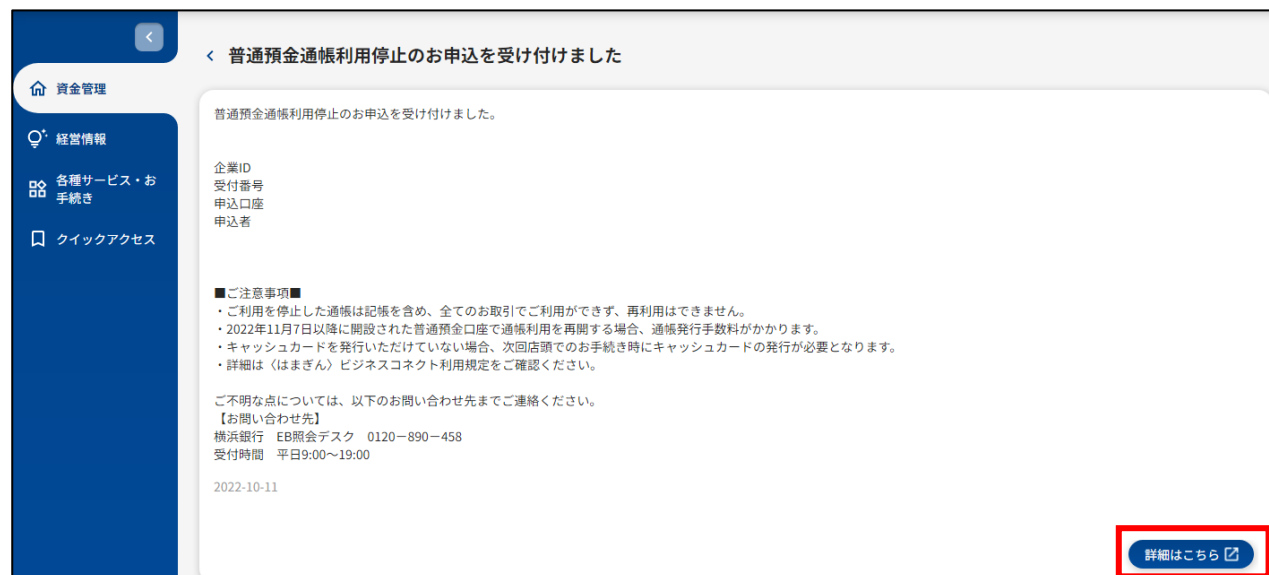 普通預金通帳利用停止のお申込を受け付けました
資金管理
経営情報
各種サービス・お
手続き
クイックアクセス
普通預金通帳利用停止のお申込を受け付けました。
企業ID
受付番号
申込口座
申込者
■ご注意事項■
・ご利用を停止した通帳は記帳を含め、全てのお取引でご利用ができず、再利用はできません。
・2022年11月7日以降に開設された普通預金口座で通帳利用を再開する場合、通帳発行手数料がかかります。
・キャッシュカードを発行いただけていない場合、次回店頭でのお手続き時にキャッシュカードの発行が必要となります。
・詳細は〈はまぎん〉ビジネスコネクト利用規定をご確認ください。
ご不明な点については、以下のお問い合わせ先までご連絡ください。
【お問い合わせ先】
横浜銀行　EB照会デスク　0120－890－458
受付時間　平日9:00～19:00
2022-10-11
詳細はこちら